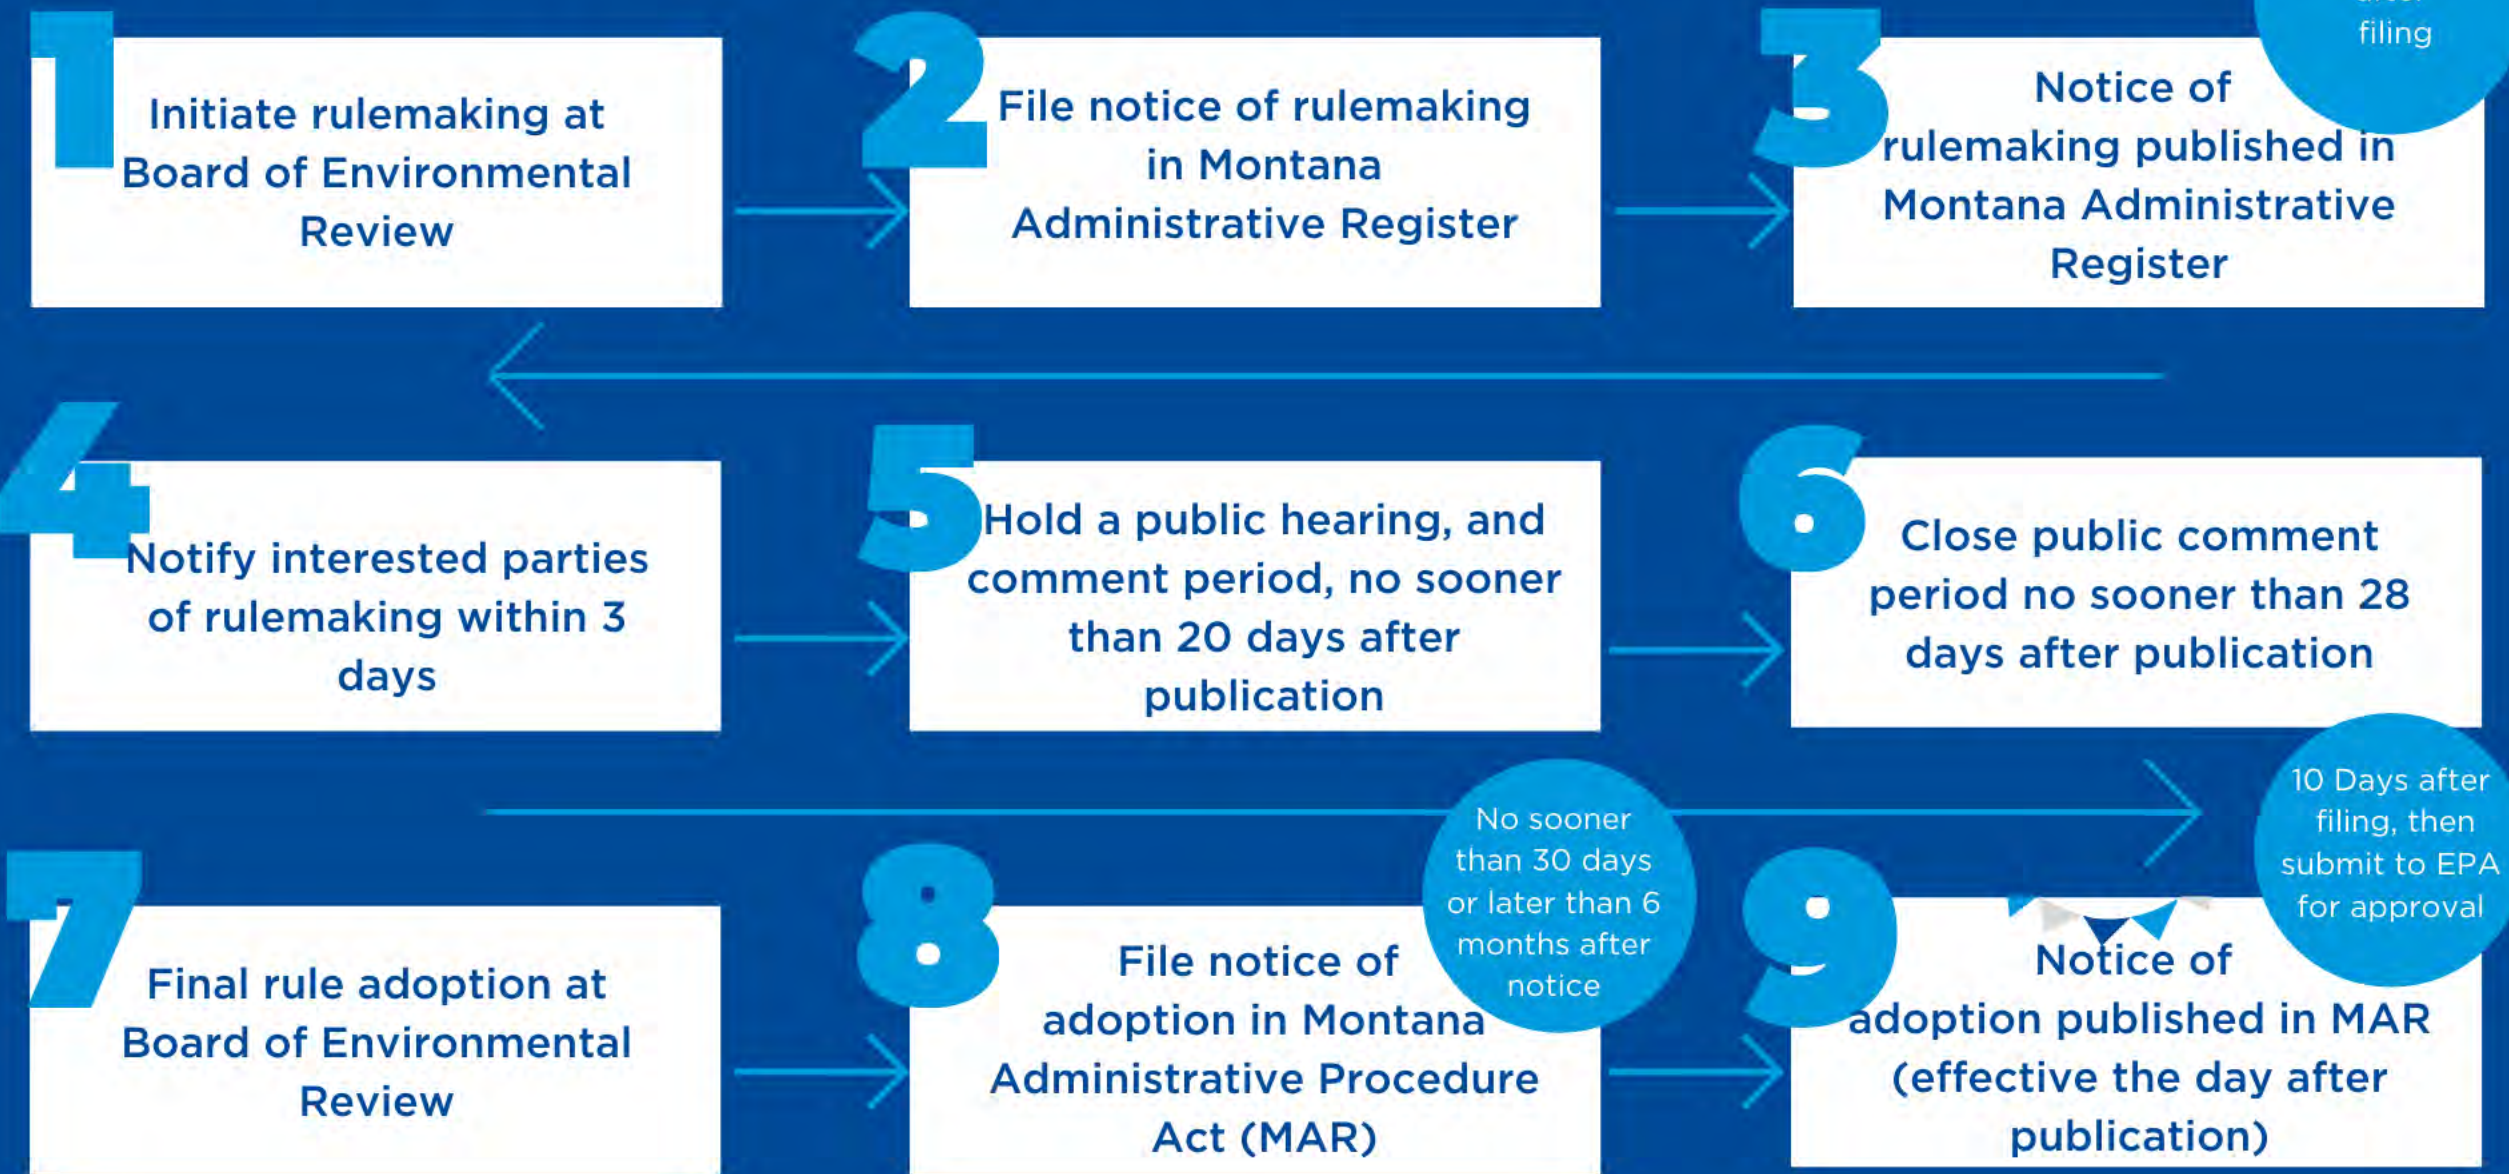 1
Initiate rulemaking at
Board of Environmental
Review
2
File notice of rulemaking
in Montana
Administrative Register
filing
3
Notice of
rulemaking published in
Montana Administrative
Register
4
Notify interested parties
of rulemaking within 3
days
5
Hold a public hearing, and
comment period, no sooner
than 20 days after
publication
6
Close public comment
period no sooner than 28
days after publication
7
Final rule adoption at
Board of Environmental
Review
8
No sooner
than 30 days
or later than 6
months after
notice
File notice of
adoption in Montana
Administrative Procedure
Act (MAR)
9
10 Days after
filing, then
submit to EPA
for approval
Notice of
adoption published in MAR
(effective the day after
publication)